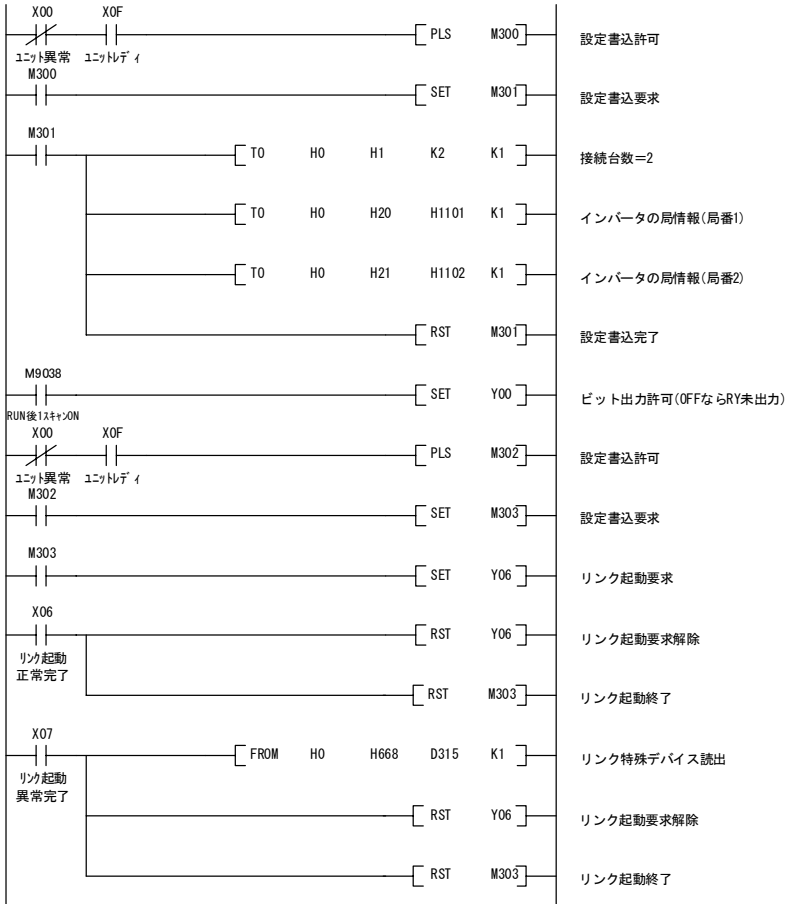 X00 X0F
PLS M300 設定書込許可
ﾕﾆｯﾄ異常 ﾕﾆｯﾄﾚﾃﾞｨ
M300
SET M301 設定書込要求
M301
TO H0 H1 K2 K1 接続台数=2
TO H0 H20 H1101 K1 インバータの局情報(局番1)
TO H0 H21 H1102 K1 インバータの局情報(局番2)
RST M301 設定書込完了
M9038
SET Y00 ビット出力許可(OFFならRY未出力)
RUN後1ｽｷｬﾝON
X00 X0F
PLS M302 設定書込許可
ﾕﾆｯﾄ異常 ﾕﾆｯﾄﾚﾃﾞｨ
M302
SET M303 設定書込要求
M303
SET Y06 リンク起動要求
X06
RST Y06 リンク起動要求解除
ﾘﾝｸ起動
正常完了
RST M303 リンク起動終了
X07
FROM H0 H668 D315 K1 リンク特殊デバイス読出
ﾘﾝｸ起動
異常完了
RST Y06 リンク起動要求解除
RST M303 リンク起動終了